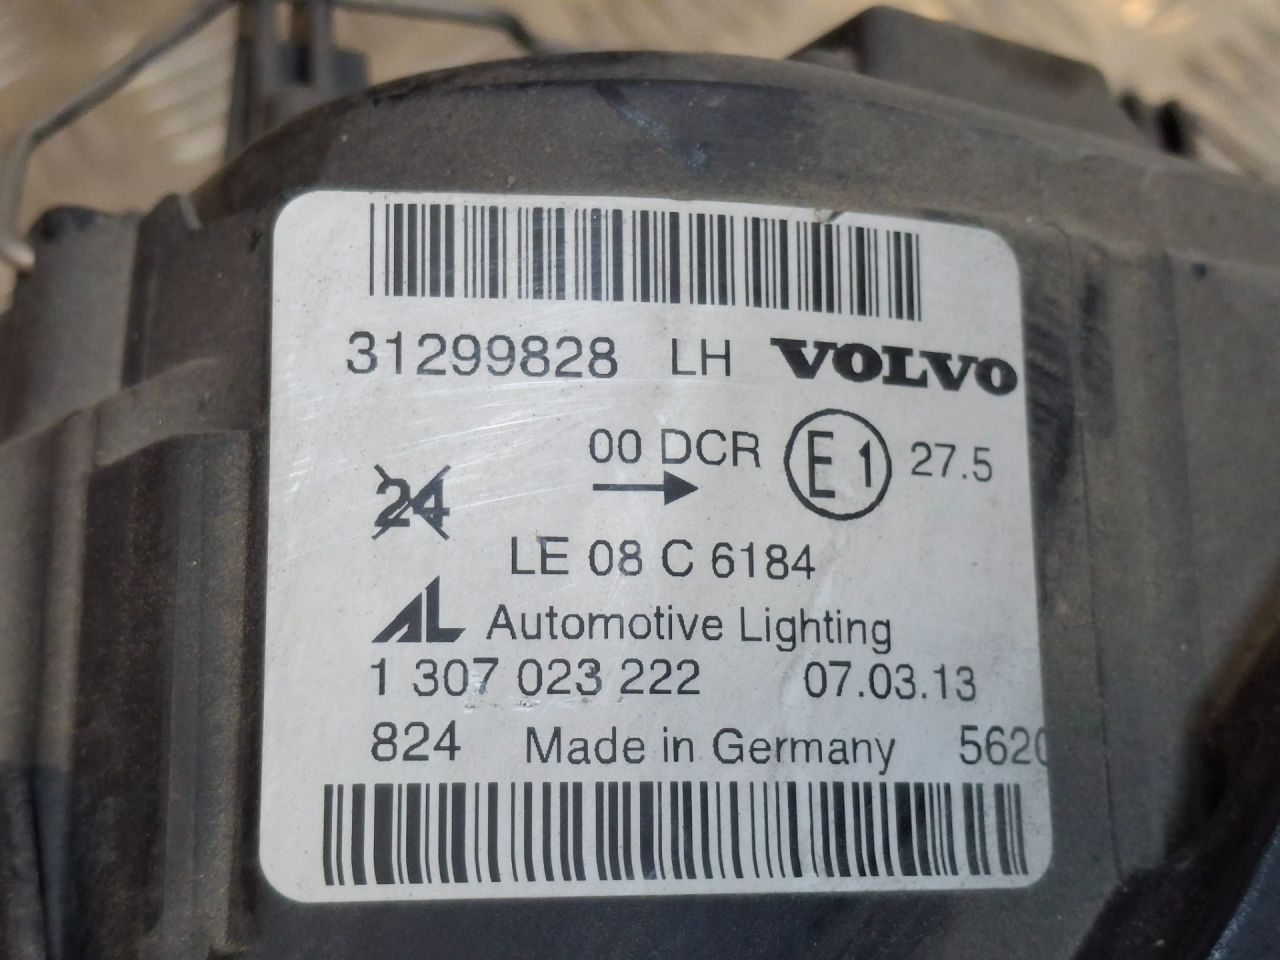 31299828 LH VOLVO
00 DCR E1 27.5
24
LE 08 C 6184
AL Automotive Lighting
1 307 023 222 07.03.13
824 Made in Germany 5620